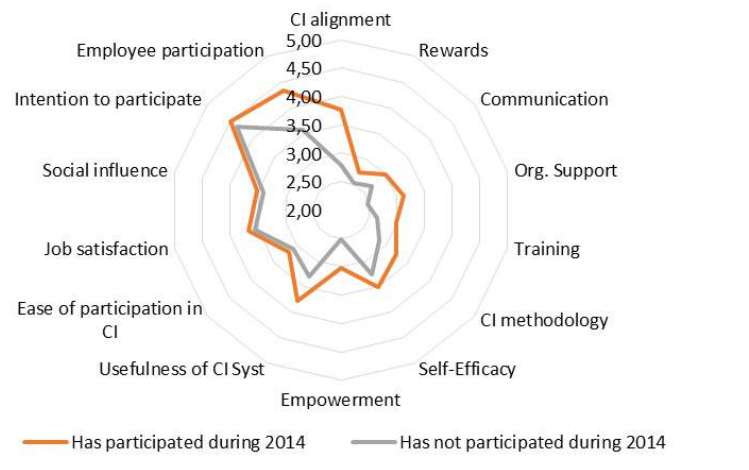 CI alignment
5,00
Employee participation
Rewards
4,50
Intention to participate
4,00
Communication
3,50
Social influence
3,00
Org. Support
2,50
2,00
Job satisfaction
Training
Ease of participation in
CI
CI methodology
Usefulness of CI Syst
Self-Efficacy
Empowerment
Has participated during 2014
Has not participated during 2014